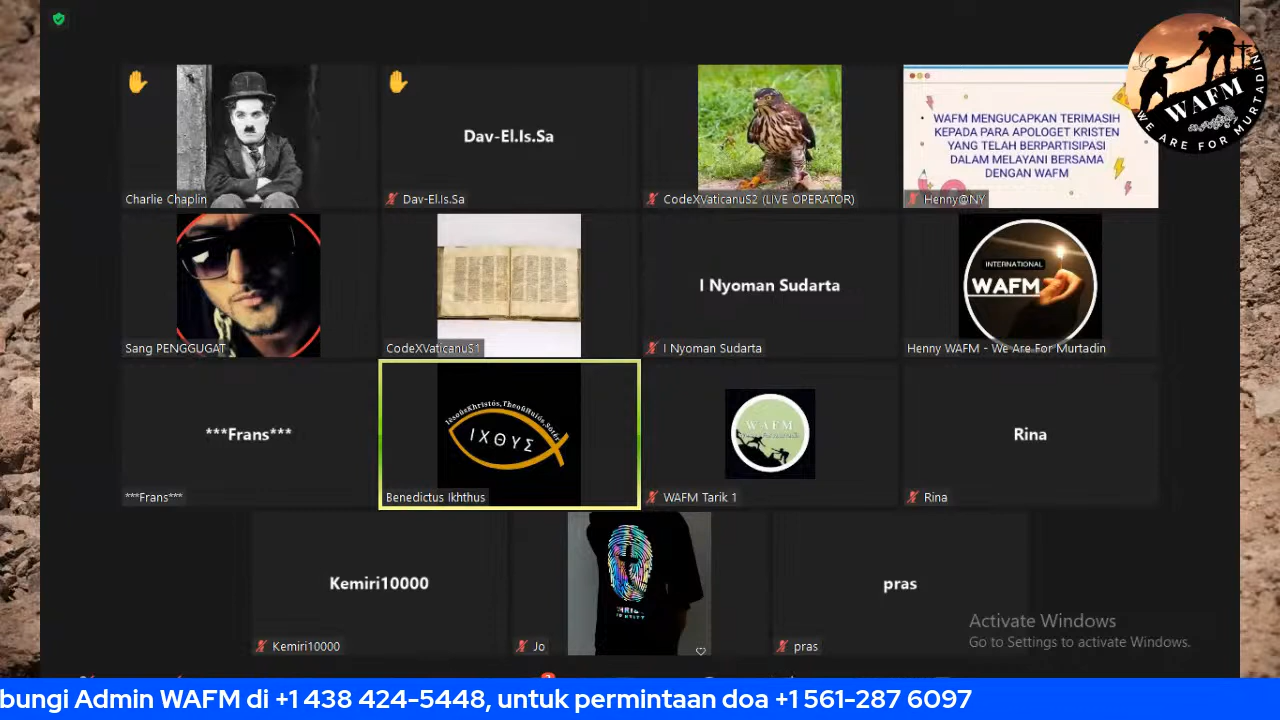 WAFM
WE ARE FOR MURTADIN
Charlie Chaplin
Dav-El.Is.Sa
Dav-El.Is.Sa
CodeXVaticanuS2 (LIVE OPERATOR)
• WAFM MENGUCAPKAN TERIMASIH
KEPADA PARA APOLOGET KRISTEN
YANG TELAH BERPARTISIPASI
DALAM MELAYANI BERSAMA
DENGAN WAFM
Henny@NY
Sang PENGGUGAT
CodeXVaticanuS1
I Nyoman Sudarta
I Nyoman Sudarta
INTERNATIONAL
WAFM
Henny WAFM - We Are For Murtadin
***Frans***
***Frans***
IēsoûsKhristós,TheoûHuiós,Sōtḗr
ΙΧΘΥΣ
Benedictus Ikhthus
WAFM
WAFM Tarik 1
Rina
Rina
Kemiri10000
Kemiri10000
Jo
pras
pras
Activate Windows
Go to Settings to activate Windows.
bungi Admin WAFM di +1 438 424-5448, untuk permintaan doa +1 561-287 6097